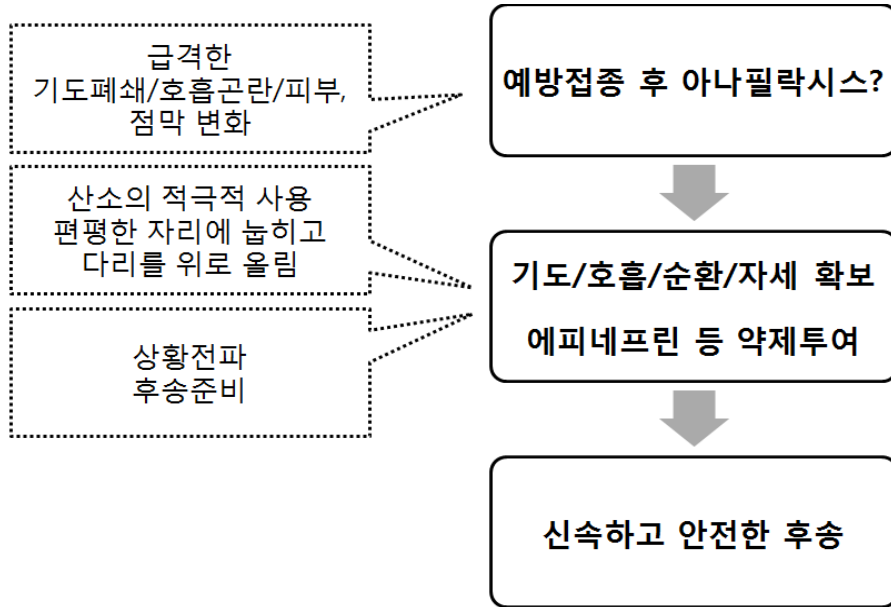 급격한
기도폐쇄/호흡곤란/피부,
점막 변화
예방접종 후 아나필락시스?
산소의 적극적 사용
편평한 자리에 눕히고
다리를 위로 올림
기도/호흡/순환/자세 확보
에피네프린 등 약제투여
상황전파
후송준비
신속하고 안전한 후송